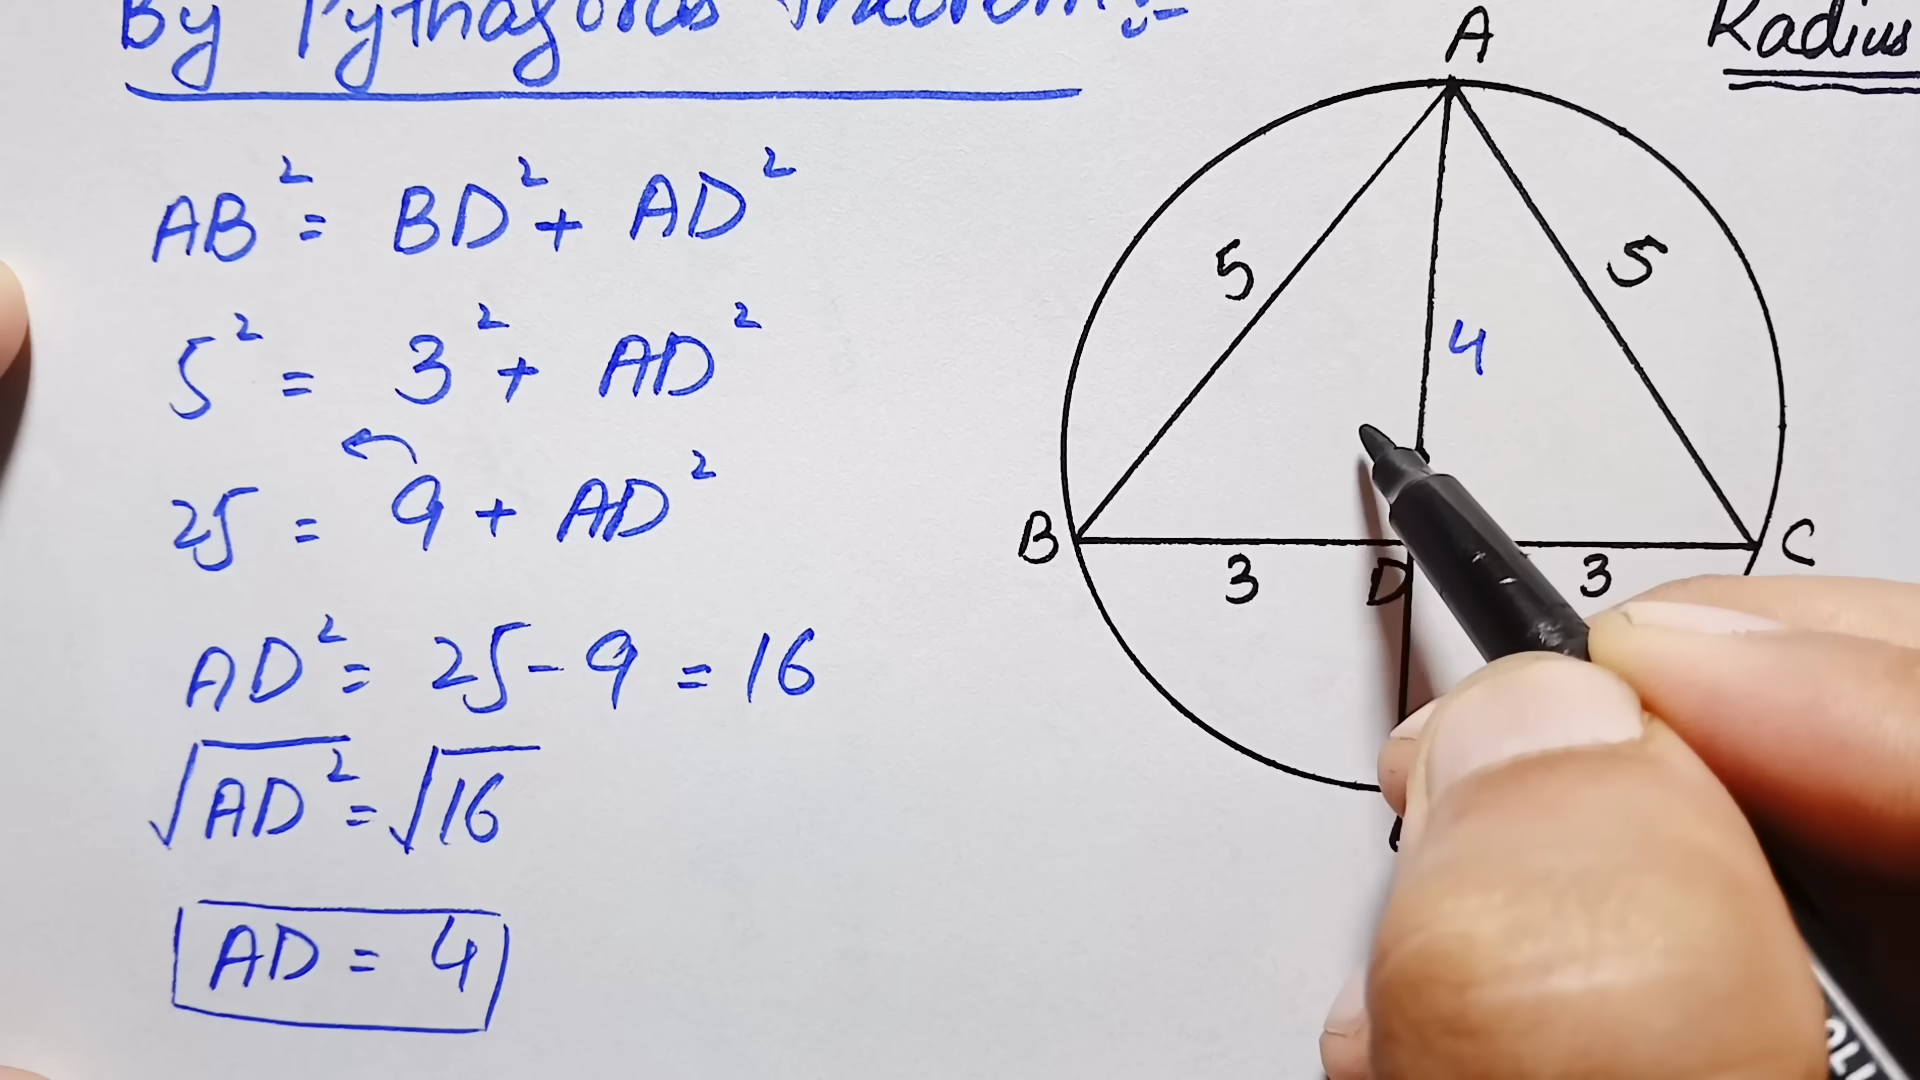 By Pythagorus Theorem:-
AB² = BD² + AD²
5² = 3² + AD²
25 = 9 + AD²
AD² = 25 - 9 = 16
√AD² = √16
AD = 4
Radius
A
5
5
4
B
C
3
D
3